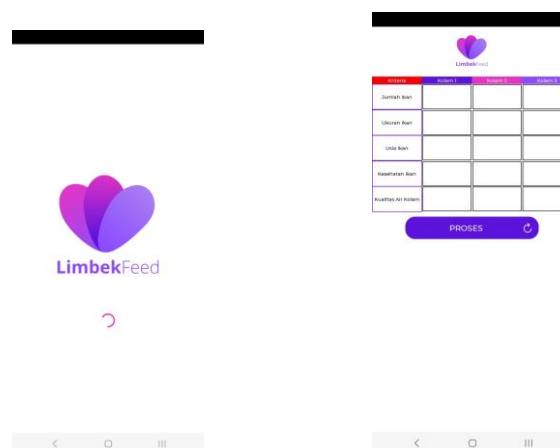 LimbekFeed
LimbekFeed
Kriteria Kolam 1 Kolam 2 Kolam 3
Jumlah Ikan
Ukuran Ikan
Usia Ikan
Kesehatan Ikan
Kualitas Air Kolam
PROSES